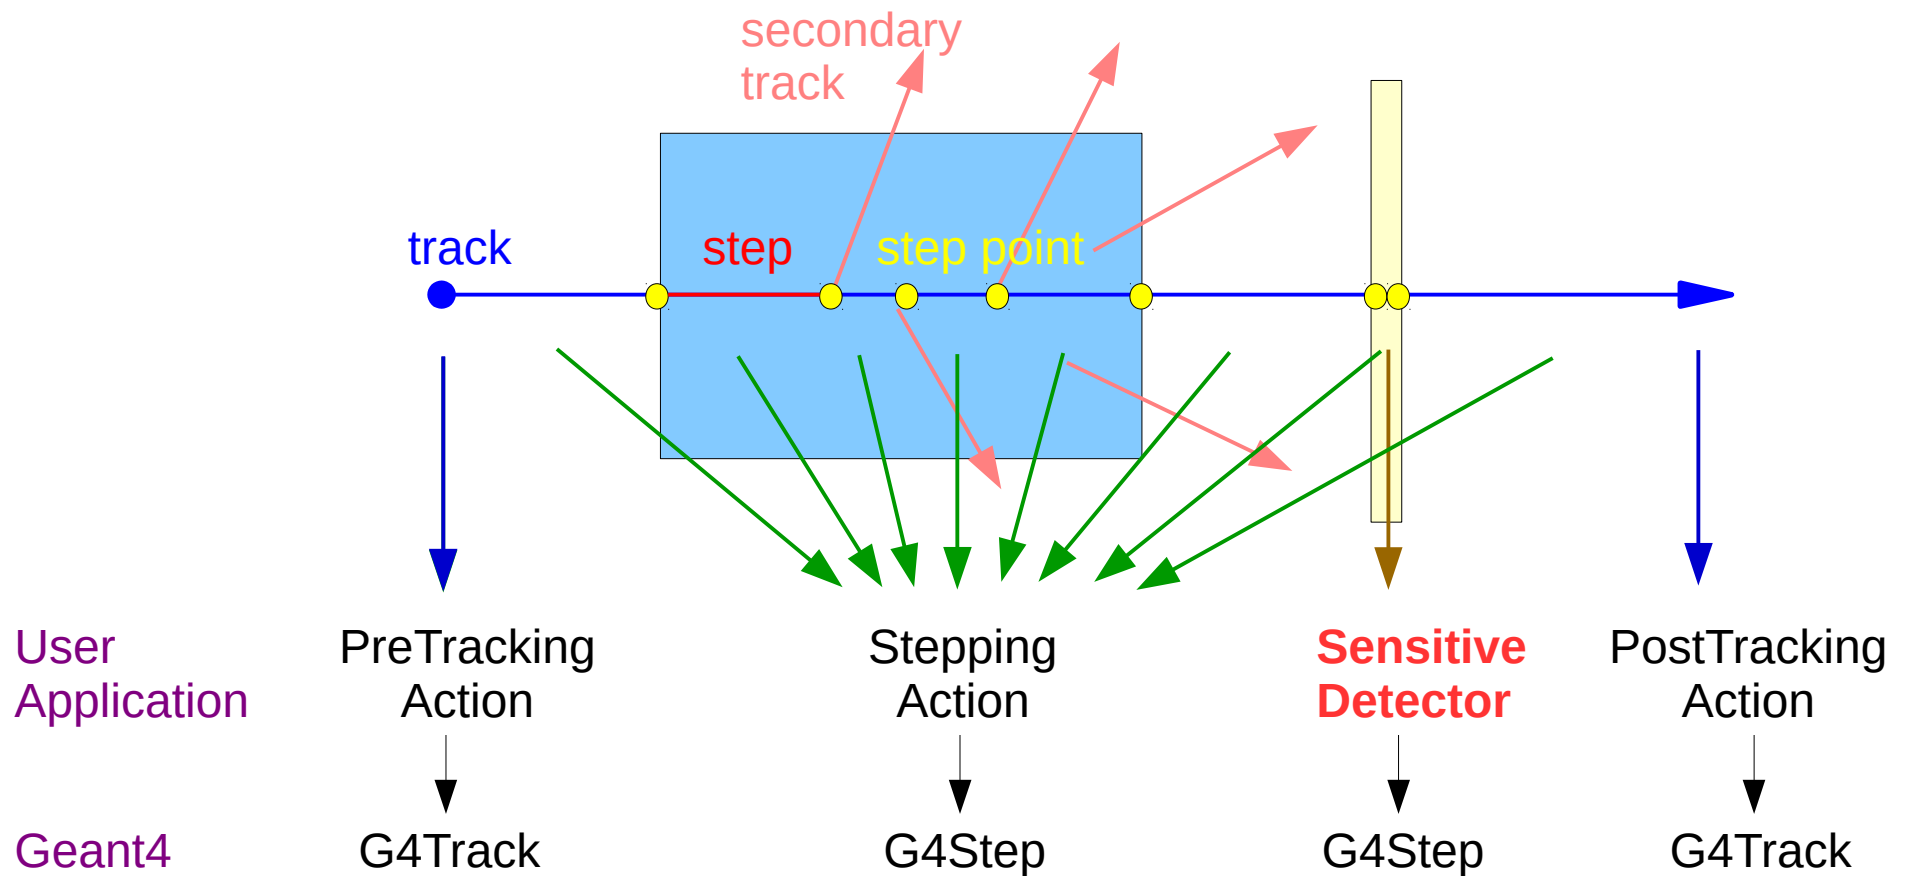 secondary
track
track
step
step point
User
Application
PreTracking
Action
Stepping
Action
Sensitive
Detector
PostTracking
Action
Geant4
G4Track
G4Step
G4Step
G4Track